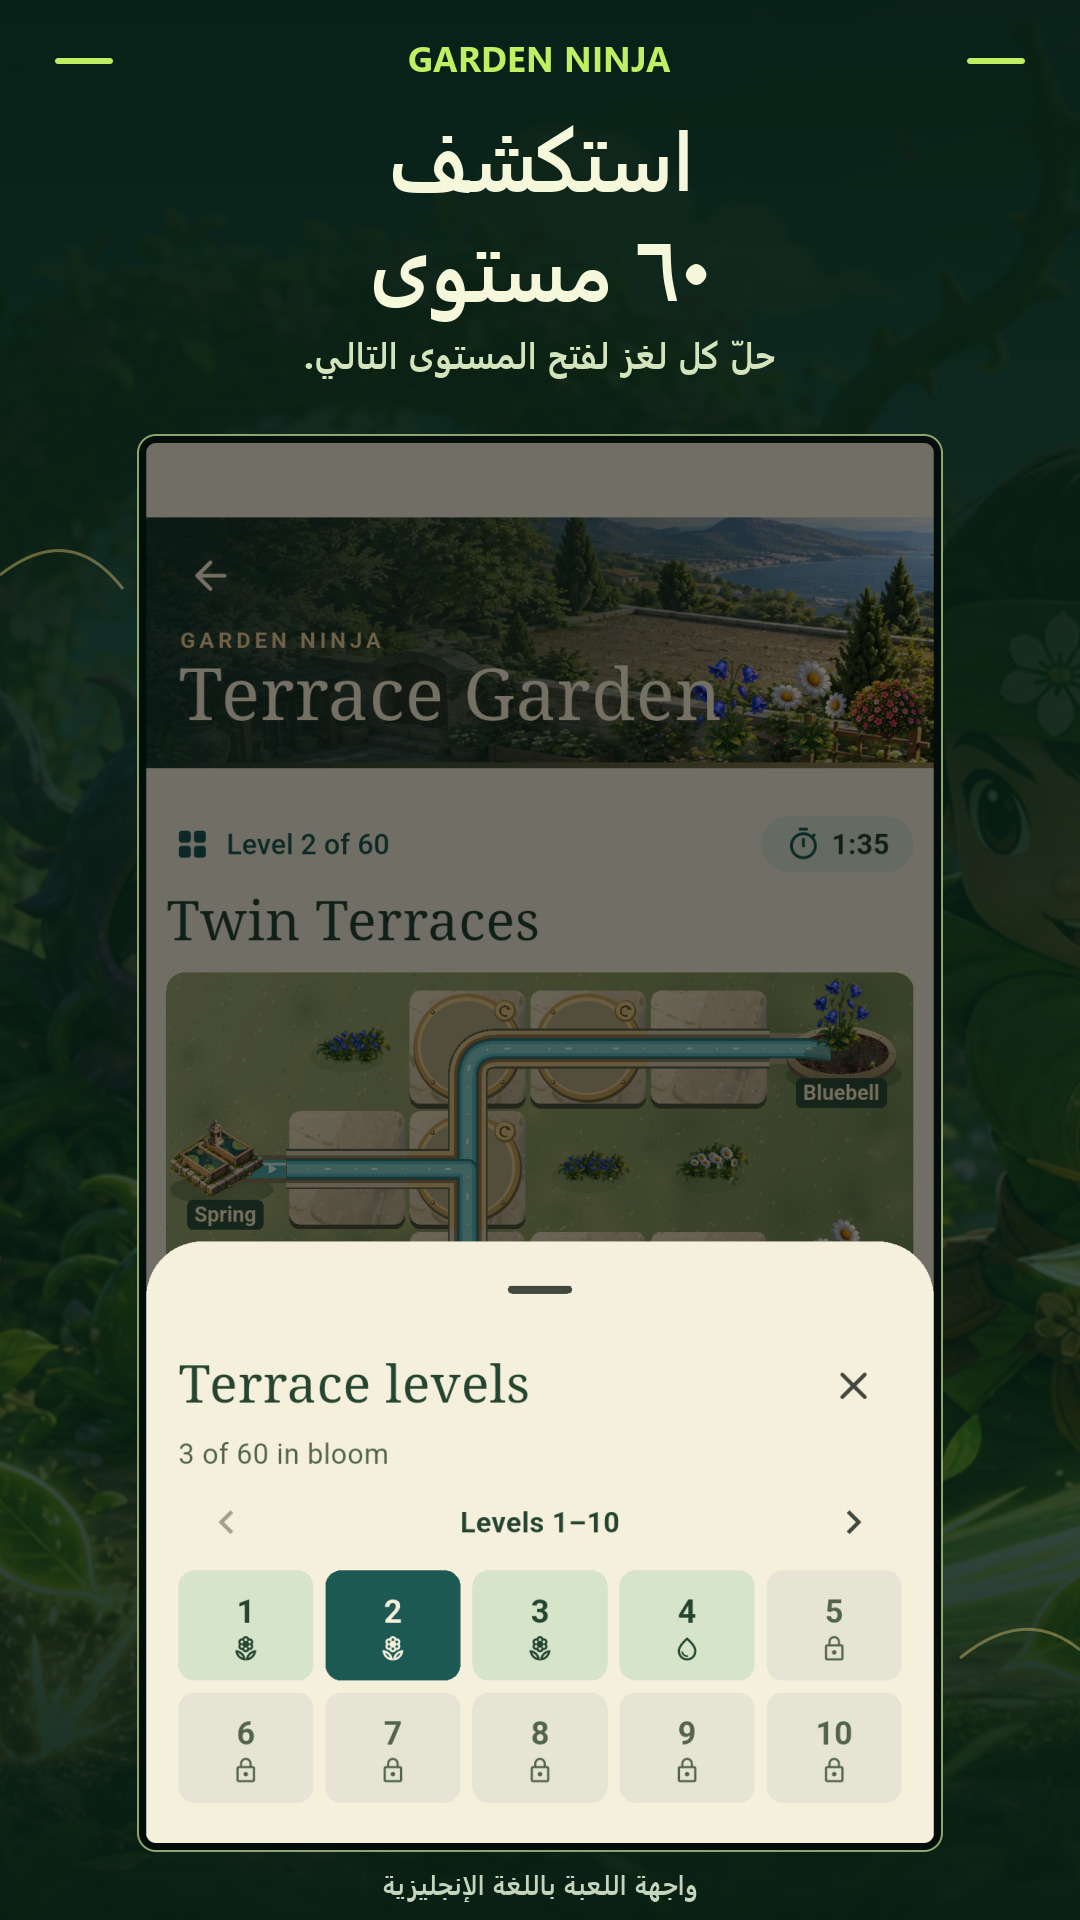 GARDEN NINJA
استكشف
٦٠ مستوى
حلّ كل لغز لفتح المستوى التالي.
GARDEN NINJA
Terrace Garden
Level 2 of 60
1:35
Twin Terraces
Bluebell
Spring
Terrace levels
3 of 60 in bloom
Levels 1–10
1 2 3 4 5
6 7 8 9 10
واجهة اللعبة باللغة الإنجليزية